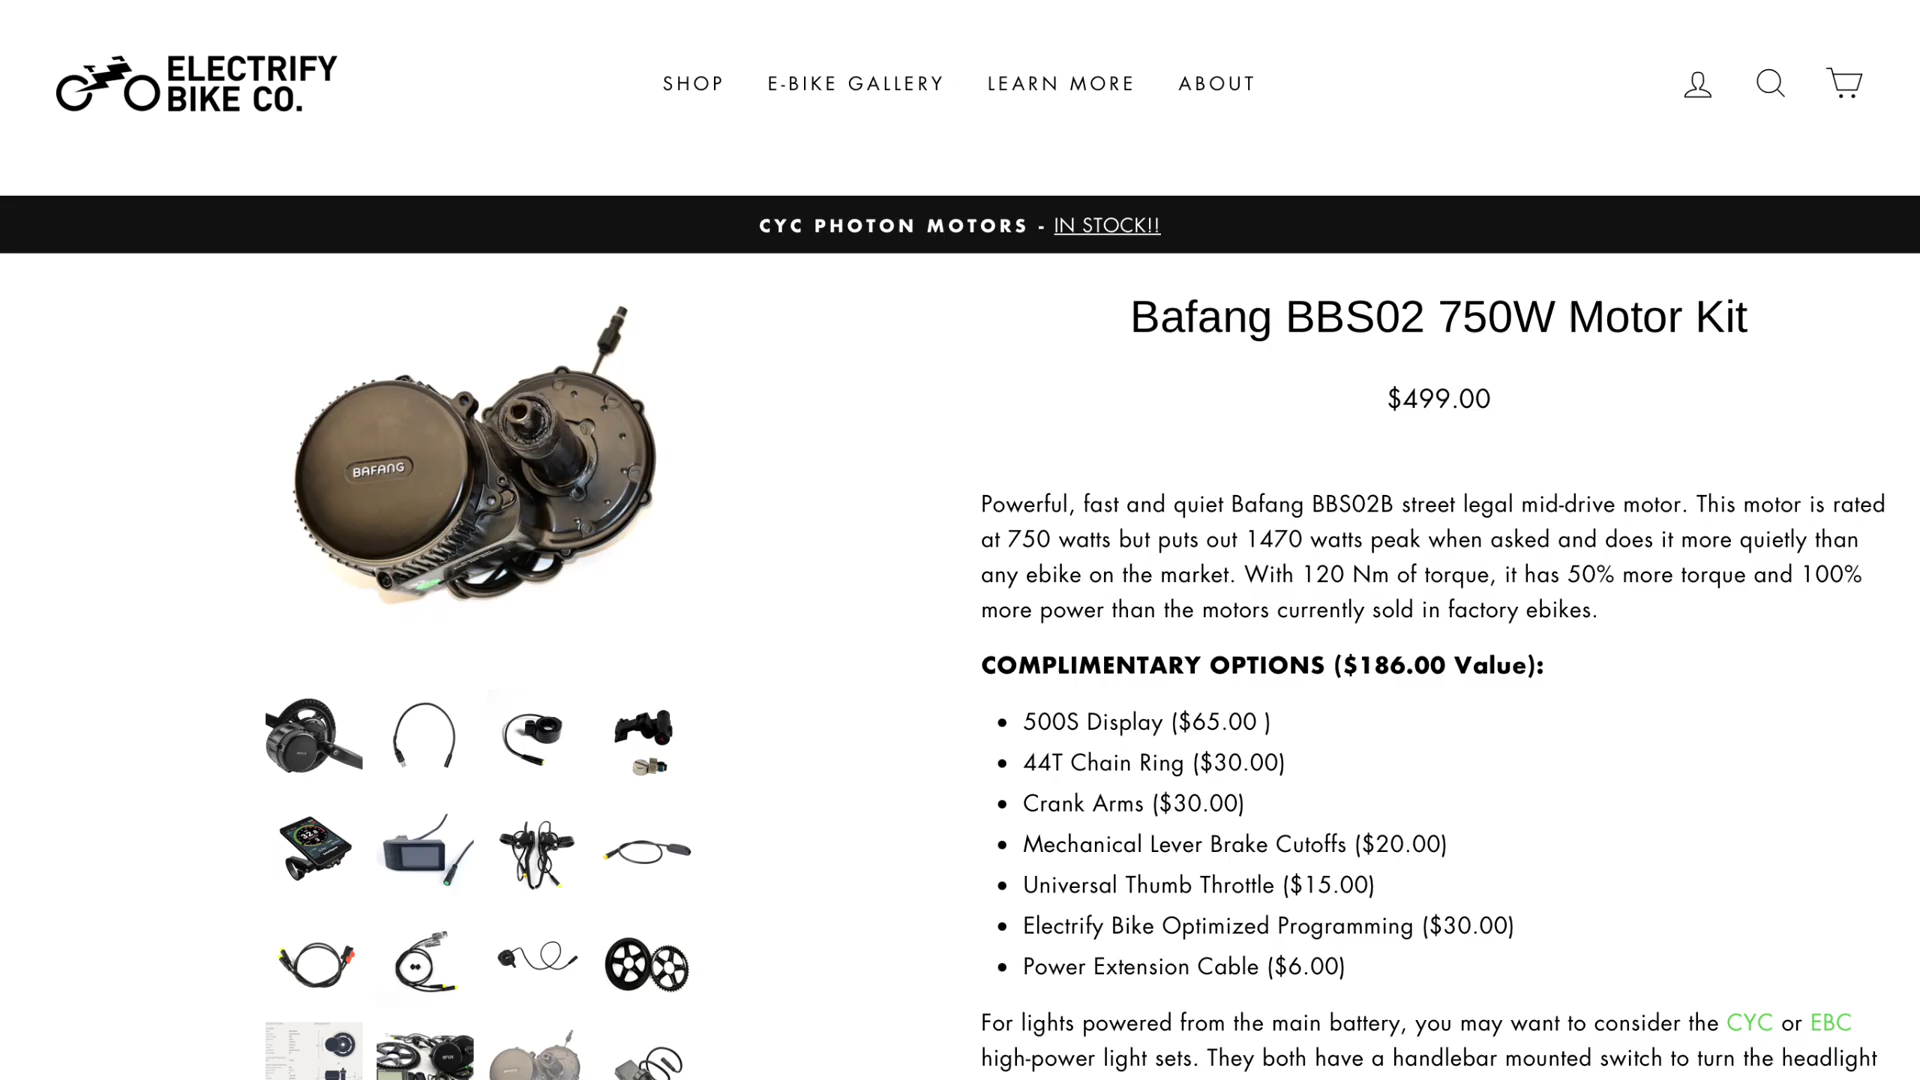 ELECTRIFY
BIKE CO.
SHOP
E-BIKE GALLERY
LEARN MORE
ABOUT
CYC PHOTON MOTORS - IN STOCK!!
BAFANG
Bafang BBS02 750W Motor Kit
$499.00
Powerful, fast and quiet Bafang BBS02B street legal mid-drive motor. This motor is rated
at 750 watts but puts out 1470 watts peak when asked and does it more quietly than
any ebike on the market. With 120 Nm of torque, it has 50% more torque and 100%
more power than the motors currently sold in factory ebikes.
COMPLIMENTARY OPTIONS ($186.00 Value):
500S Display ($65.00 )
44T Chain Ring ($30.00)
Crank Arms ($30.00)
Mechanical Lever Brake Cutoffs ($20.00)
Universal Thumb Throttle ($15.00)
Electrify Bike Optimized Programming ($30.00)
Power Extension Cable ($6.00)
For lights powered from the main battery, you may want to consider the CYC or EBC
high-power light sets. They both have a handlebar mounted switch to turn the headlight